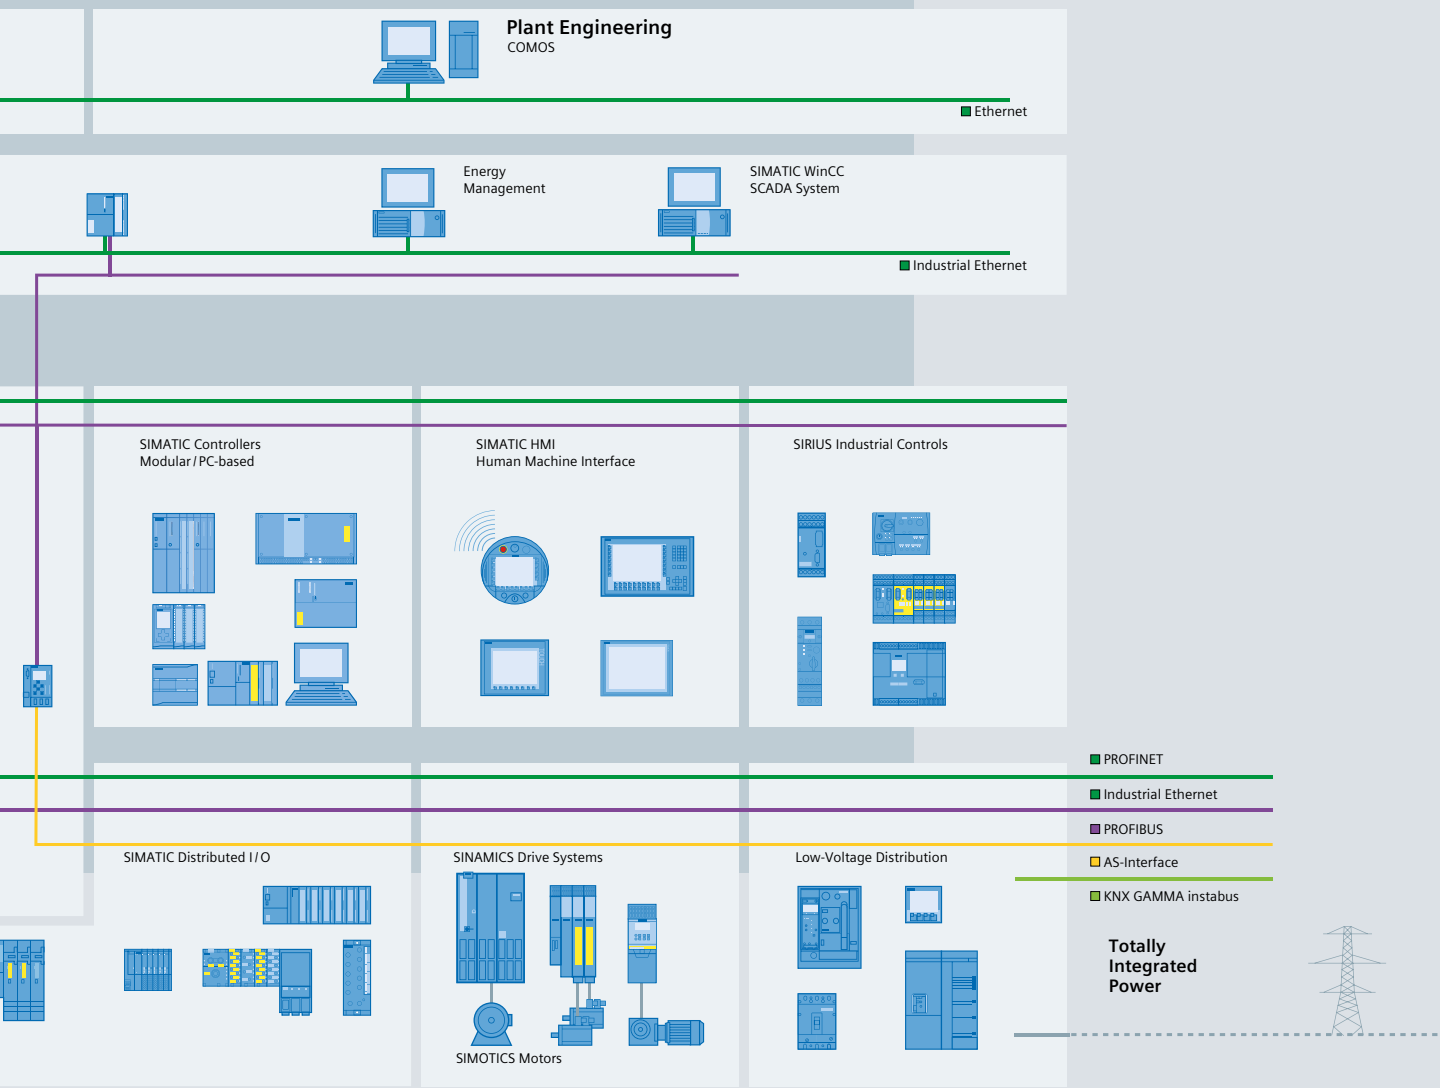 Plant Engineering
COMOS
Ethernet
Energy
Management
SIMATIC WinCC
SCADA System
Industrial Ethernet
SIMATIC Controllers
Modular/PC-based
SIMATIC HMI
Human Machine Interface
SIRIUS Industrial Controls
PROFINET
Industrial Ethernet
PROFIBUS
AS-Interface
KNX GAMMA instabus
SIMATIC Distributed I/O
SINAMICS Drive Systems
Low-Voltage Distribution
Totally
Integrated
Power
SIMOTICS Motors